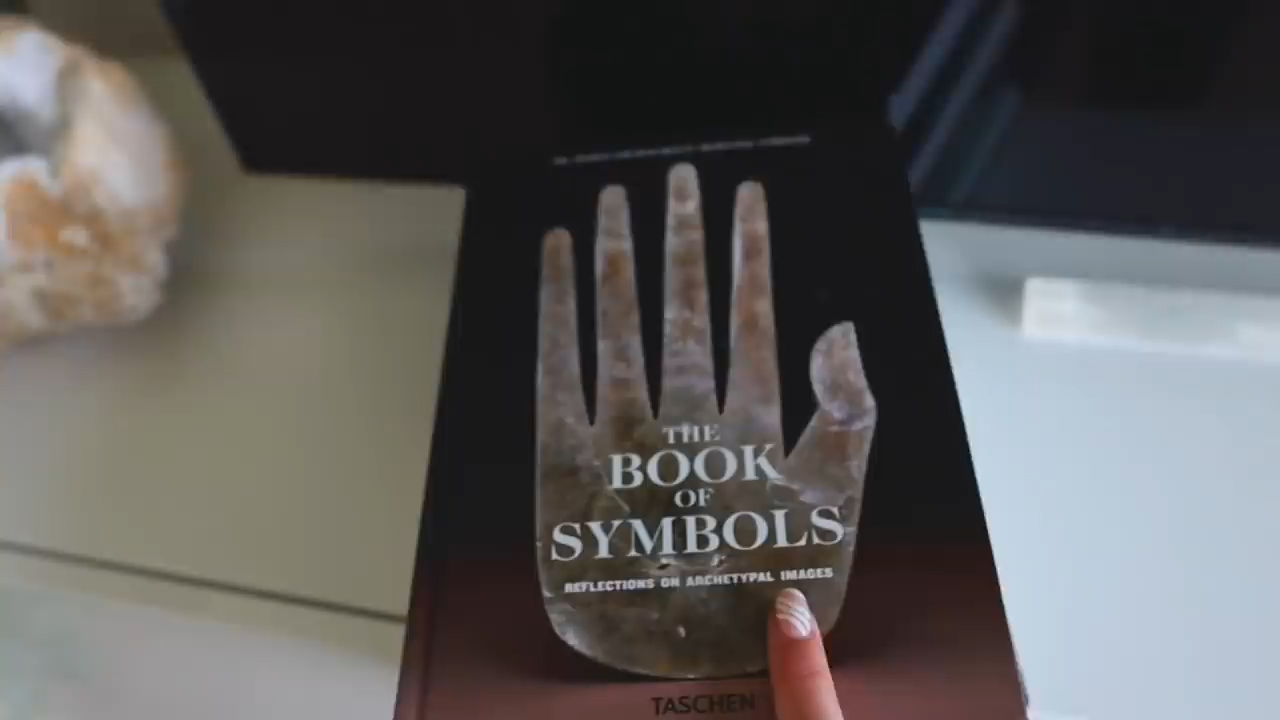 THE
BOOK
OF
SYMBOLS
REFLECTIONS ON ARCHETYPAL IMAGES
TASCHEN